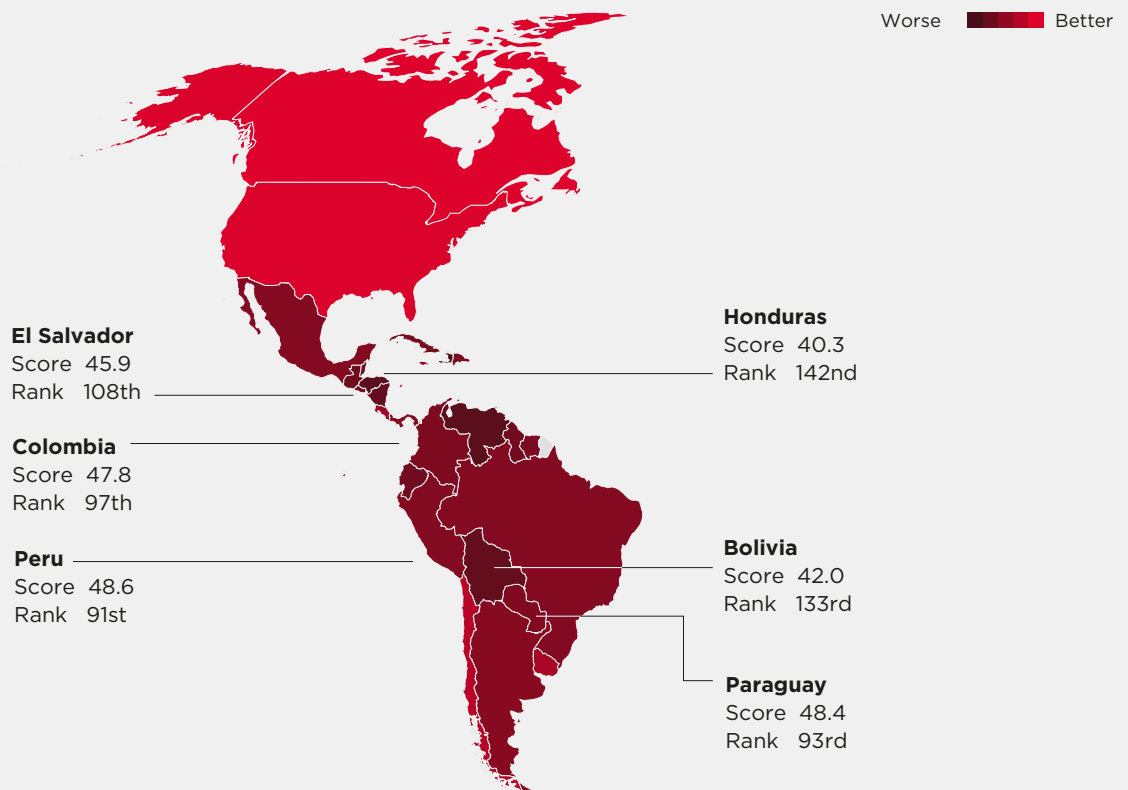 Worse Better
El Salvador
Score 45.9
Rank 108th
Colombia
Score 47.8
Rank 97th
Peru
Score 48.6
Rank 91st
Honduras
Score 40.3
Rank 142nd
Bolivia
Score 42.0
Rank 133rd
Paraguay
Score 48.4
Rank 93rd